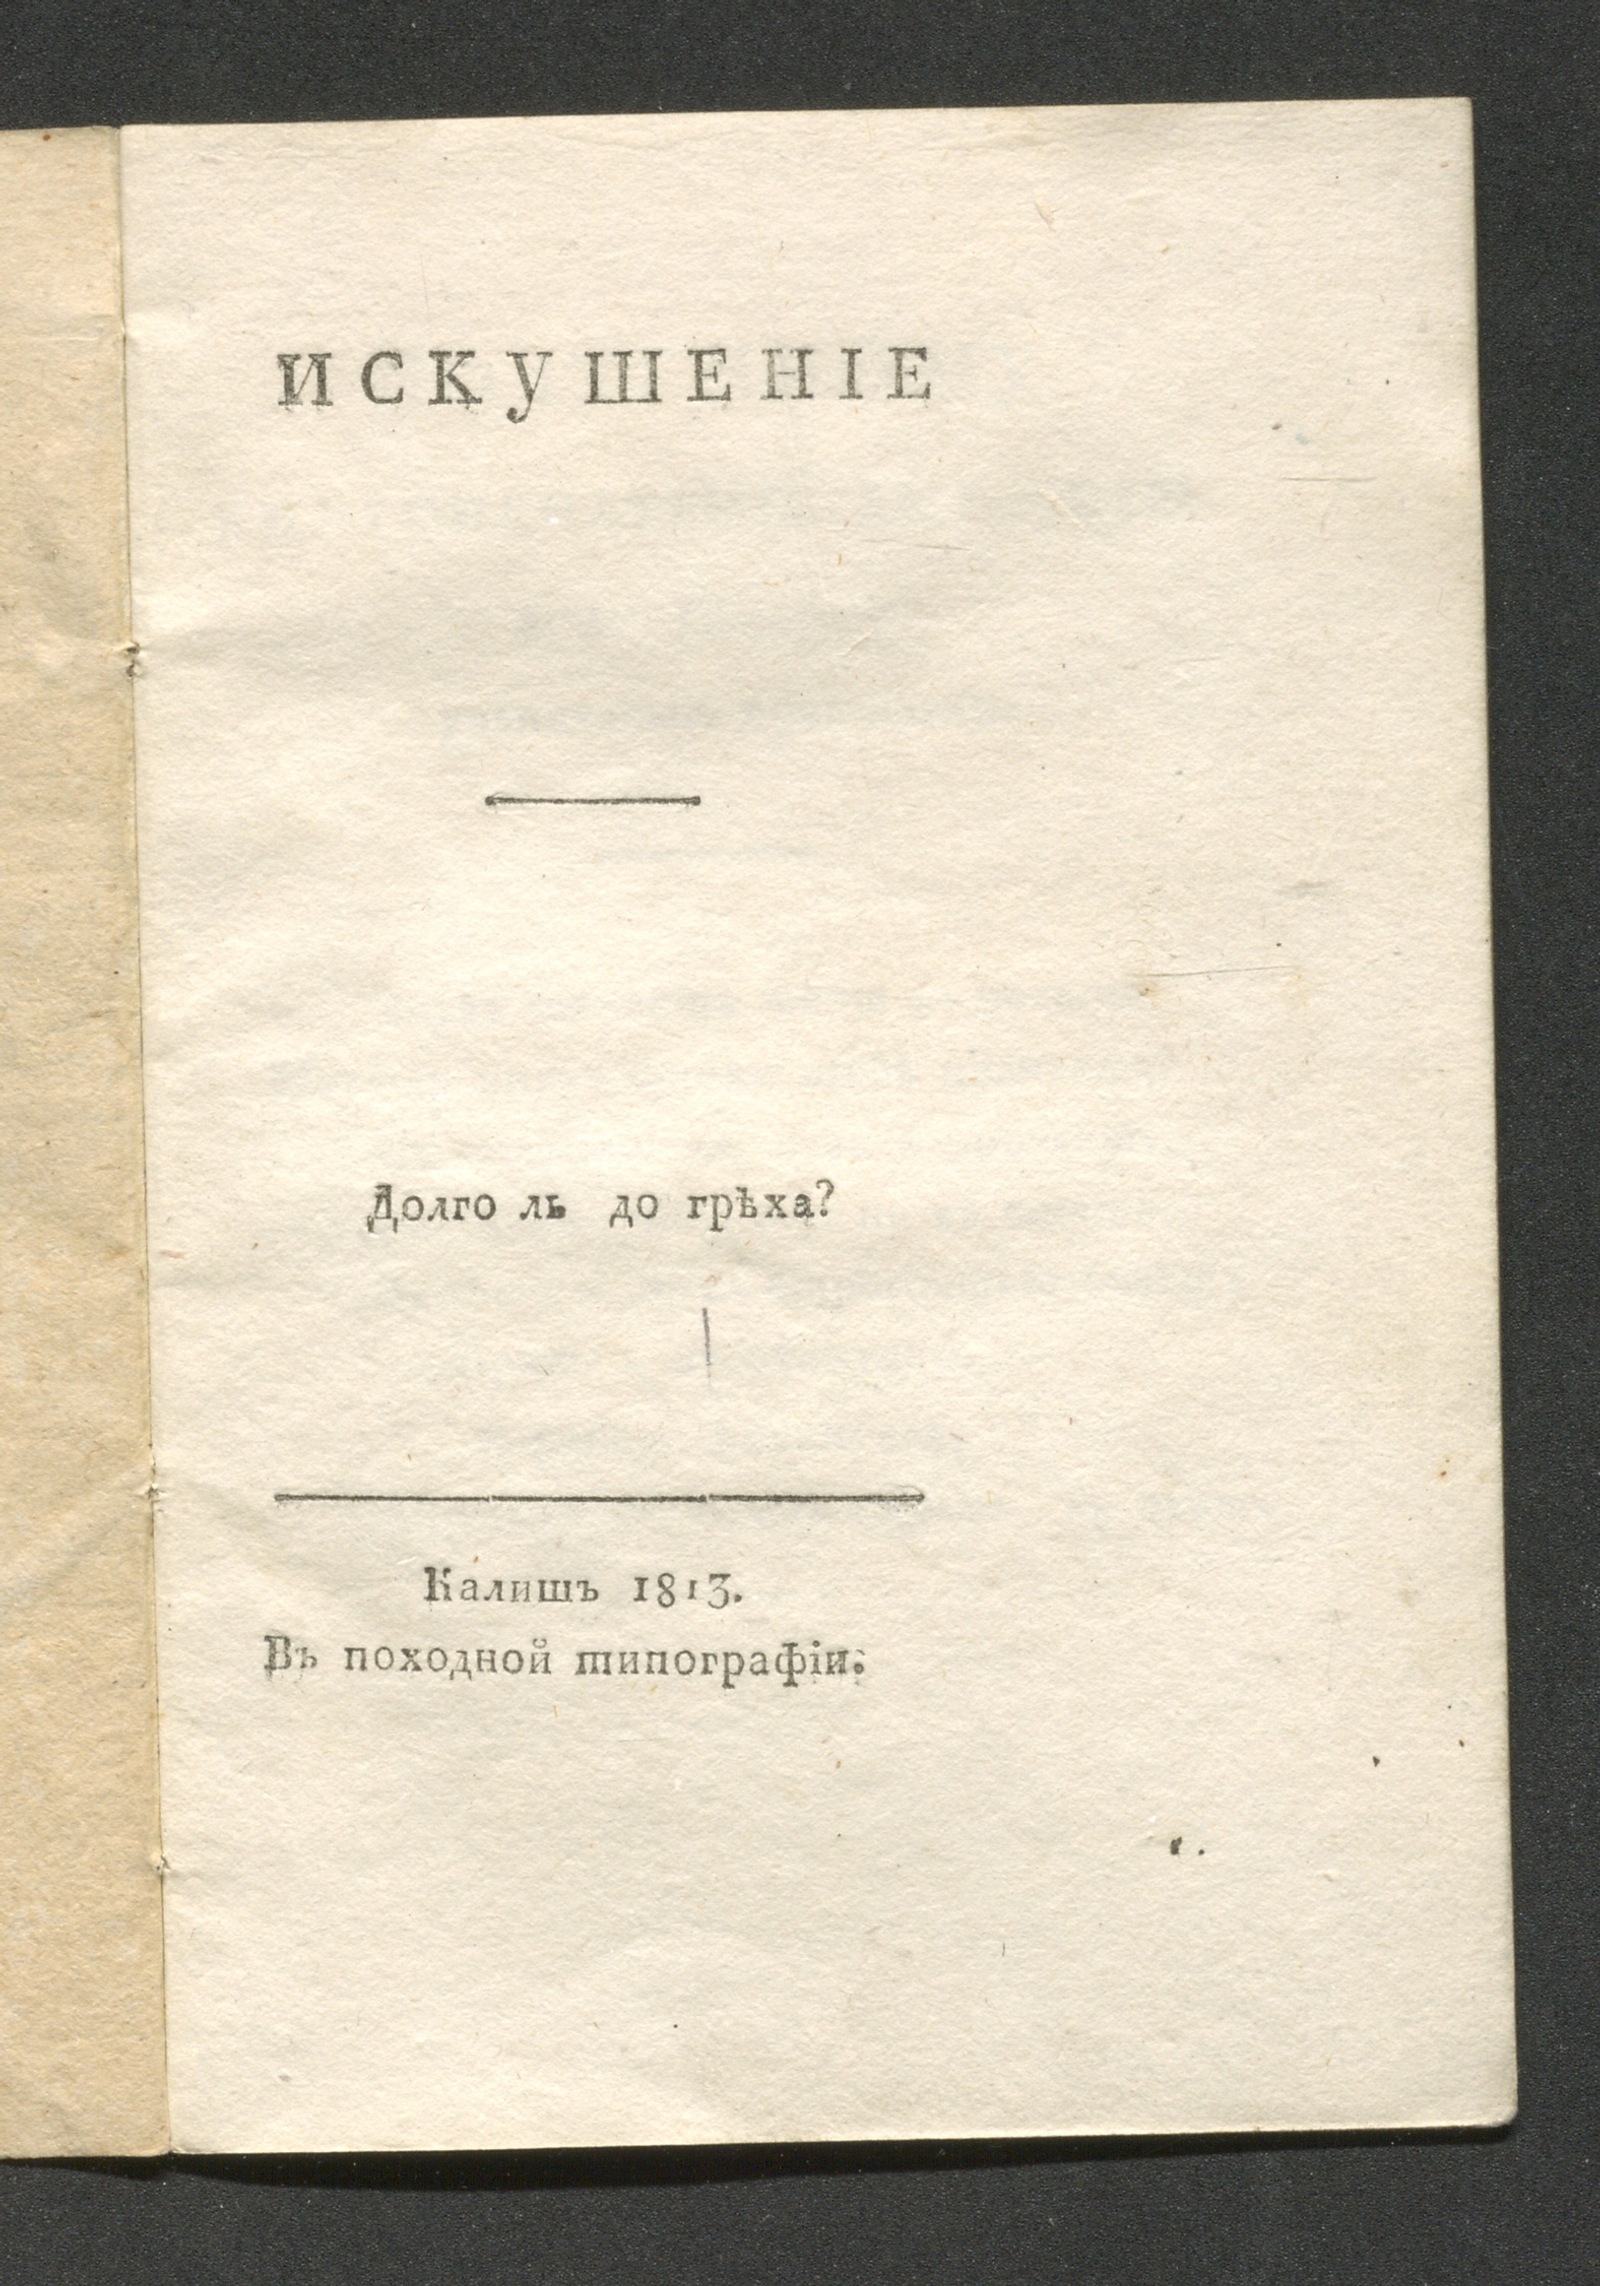 ИСКУШЕНІЕ
Долго ль до грѣха?
Калишъ 1813.
Въ походной типографіи.